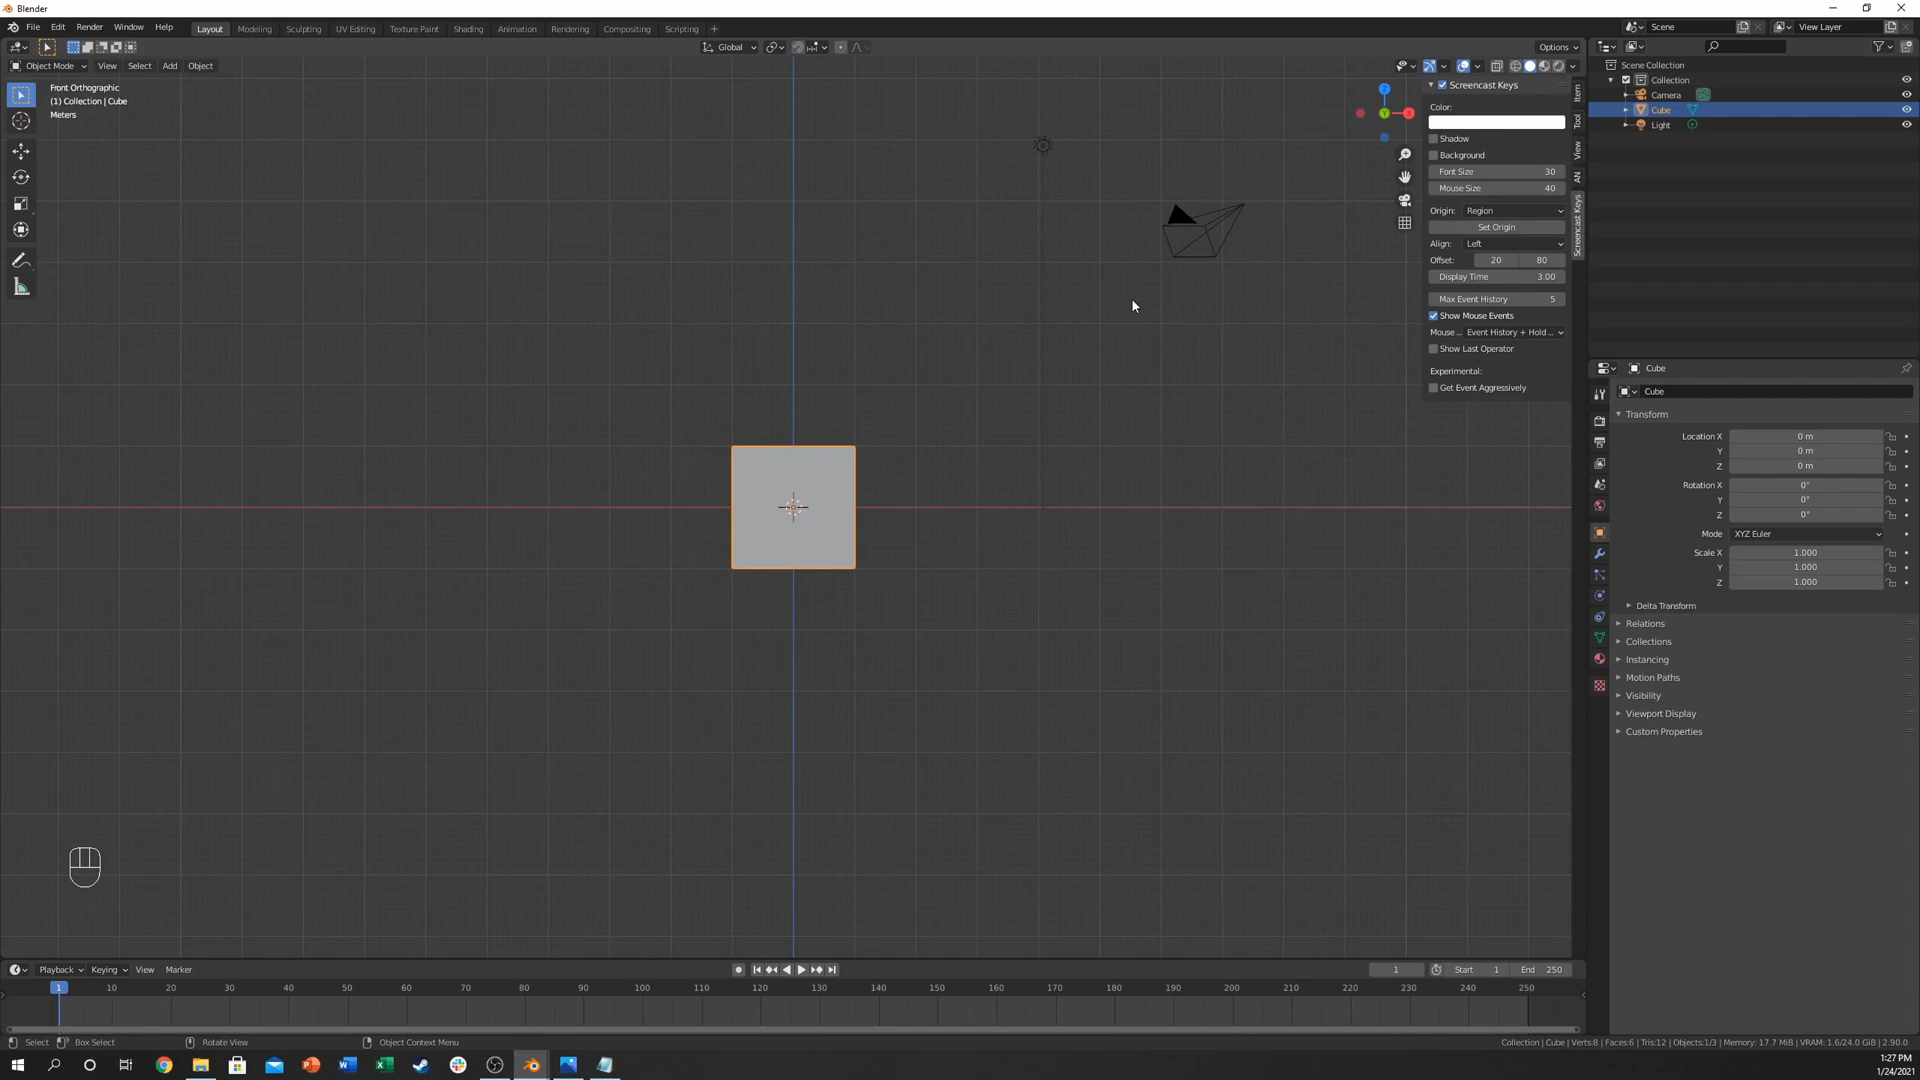 Blender
File Edit Render Window Help
Layout Modeling Sculpting UV Editing Texture Paint Shading Animation Rendering Compositing Scripting +
Scene
View Layer
Global
Options
Object Mode View Select Add Object
Front Orthographic
(1) Collection | Cube
Meters
Screencast Keys
Color:
Shadow
Background
Font Size 30
Mouse Size 40
Origin: Region
Set Origin
Align: Left
Offset: 20 80
Display Time 3.00
Max Event History 5
Show Mouse Events
Mouse ... Event History + Hold ...
Show Last Operator
Experimental:
Get Event Aggressively
Item
Tool
View
AN
Screencast Keys
Z
Y
X
Scene Collection
Collection
Camera
Cube
Light
Cube
Cube
Transform
Location X 0 m
Y 0 m
Z 0 m
Rotation X 0°
Y 0°
Z 0°
Mode XYZ Euler
Scale X 1.000
Y 1.000
Z 1.000
Delta Transform
Relations
Collections
Instancing
Motion Paths
Visibility
Viewport Display
Custom Properties
Playback Keying View Marker
1 Start 1 End 250
1 10 20 30 40 50 60 70 80 90 100 110 120 130 140 150 160 170 180 190 200 210 220 230 240 250
Select Box Select Rotate View Object Context Menu
Collection | Cube | Verts:8 | Faces:6 | Tris:12 | Objects:1/3 | Memory: 17.7 MiB | VRAM: 1.6/24.0 GiB | 2.90.0
1:27 PM
1/24/2021